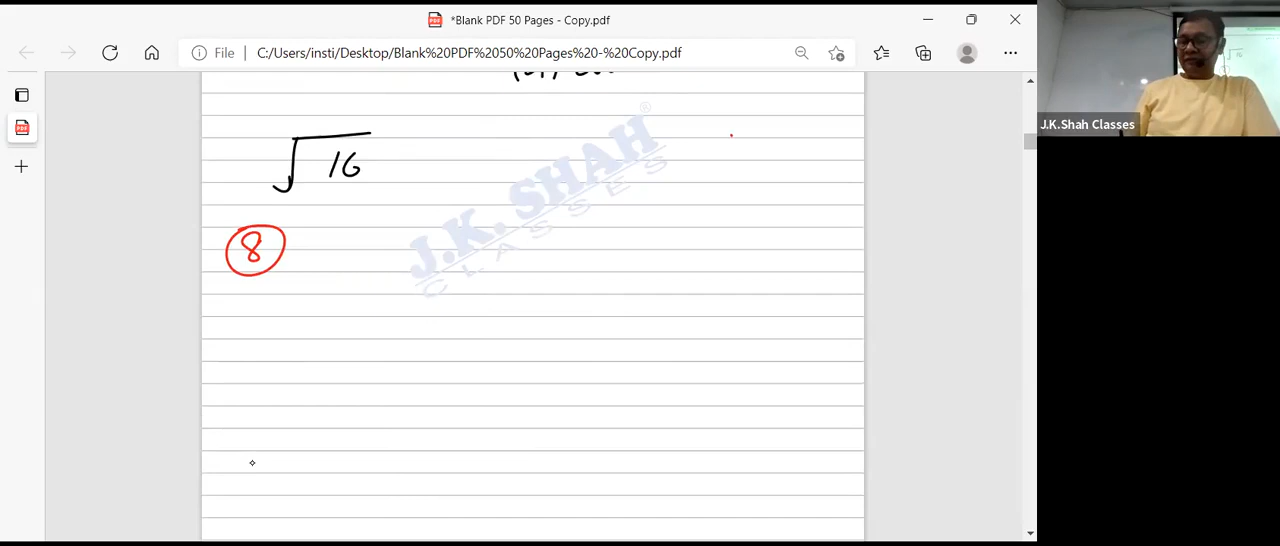 *Blank PDF 50 Pages - Copy.pdf
File C:/Users/insti/Desktop/Blank%20PDF%2050%20Pages%20-%20Copy.pdf
√16
J.K. SHAH ®
CLASSES
8
J.K.Shah Classes